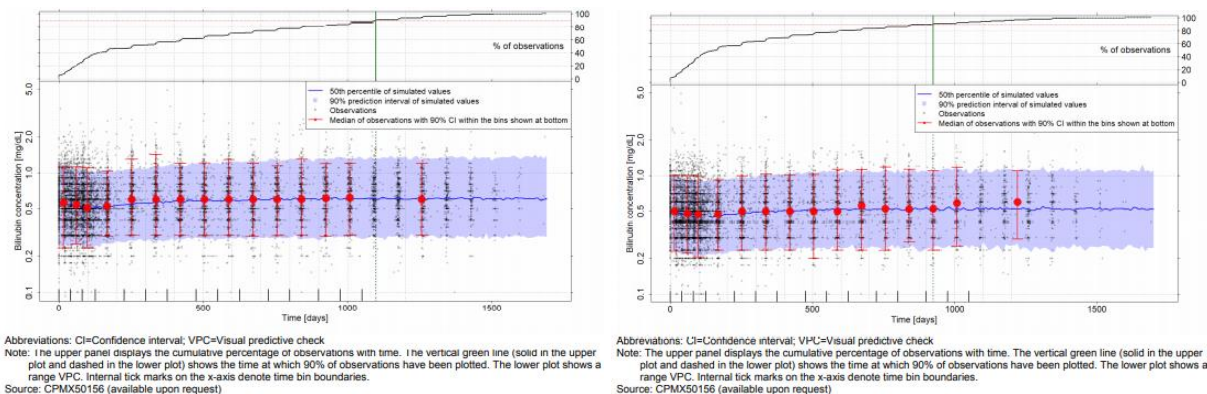 100
80
60
40
20
0
% of observations
5.0
2.0
1.0
0.5
0.2
0.1
Bilirubin concentration [mg/dL]
50th percentile of simulated values
90% prediction interval of simulated values
Observations
Median of observations with 90% CI within the bins shown at bottom
0
500
1000
1500
Time [days]
Abbreviations: CI=Confidence interval; VPC=Visual predictive check
Note: The upper panel displays the cumulative percentage of observations with time. The vertical green line (solid in the upper
plot and dashed in the lower plot) shows the time at which 90% of observations have been plotted. The lower plot shows a
range VPC. Internal tick marks on the x-axis denote time bin boundaries.
Source: CPMX50156 (available upon request)
100
80
60
40
20
0
% of observations
5.0
2.0
1.0
0.5
0.2
0.1
Bilirubin concentration [mg/dL]
50th percentile of simulated values
90% prediction interval of simulated values
Observations
Median of observations with 90% CI within the bins shown at bottom
0
500
1000
1500
Time [days]
Abbreviations: CI=Confidence interval; VPC=Visual predictive check
Note: The upper panel displays the cumulative percentage of observations with time. The vertical green line (solid in the upper
plot and dashed in the lower plot) shows the time at which 90% of observations have been plotted. The lower plot shows a
range VPC. Internal tick marks on the x-axis denote time bin boundaries.
Source: CPMX50156 (available upon request)